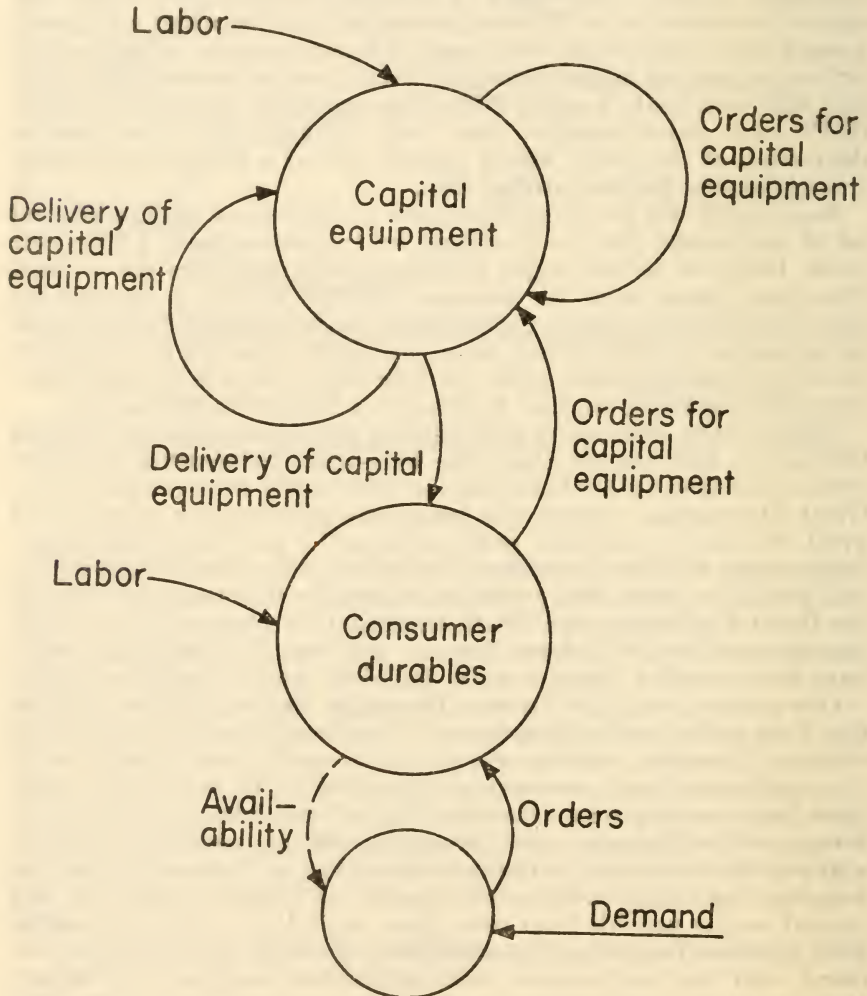 Labor
Orders for
capital
equipment
Capital
equipment
Delivery of
capital
equipment
Delivery of capital
equipment
Orders for
capital
equipment
Labor
Consumer
durables
Avail-
ability
Orders
Demand